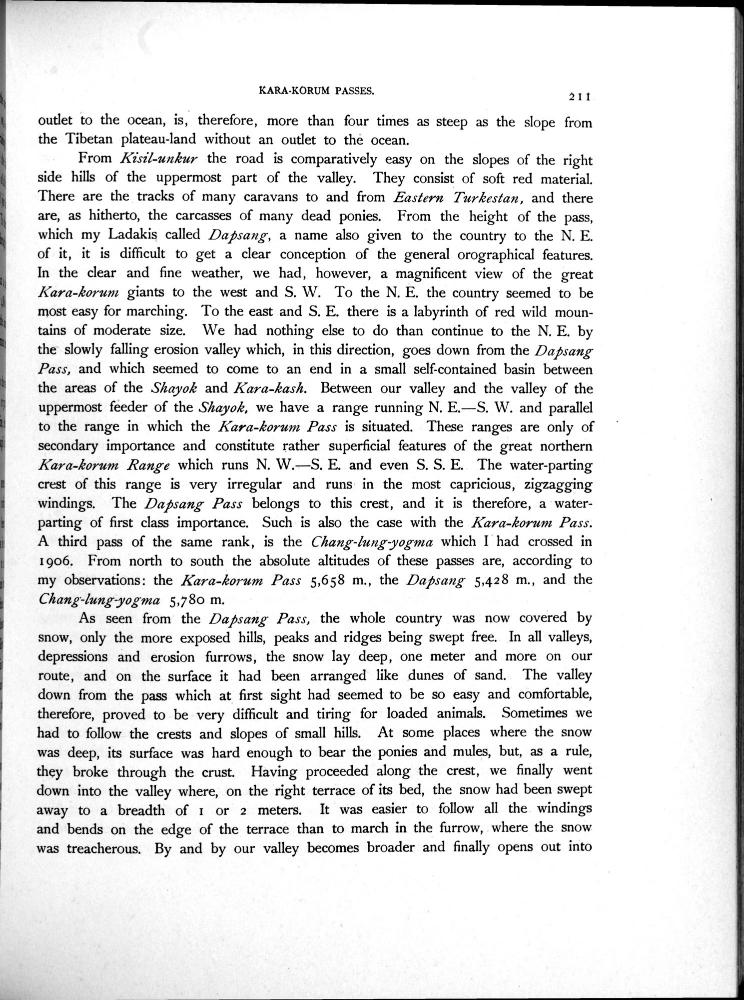 KARA-KORUM PASSES.
211
outlet to the ocean, is, therefore, more than four times as steep as the slope from
the Tibetan plateau-land without an outlet to the ocean.
From Kisil-unkur the road is comparatively easy on the slopes of the right
side hills of the uppermost part of the valley. They consist of soft red material.
There are the tracks of many caravans to and from Eastern Turkestan, and there
are, as hitherto, the carcasses of many dead ponies. From the height of the pass,
which my Ladakis called Dapsang, a name also given to the country to the N. E.
of it, it is difficult to get a clear conception of the general orographical features.
In the clear and fine weather, we had, however, a magnificent view of the great
Kara-korum giants to the west and S. W. To the N. E. the country seemed to be
most easy for marching. To the east and S. E. there is a labyrinth of red wild moun-
tains of moderate size. We had nothing else to do than continue to the N. E. by
the slowly falling erosion valley which, in this direction, goes down from the Dapsang
Pass, and which seemed to come to an end in a small self-contained basin between
the areas of the Shayok and Kara-kash. Between our valley and the valley of the
uppermost feeder of the Shayok, we have a range running N. E.—S. W. and parallel
to the range in which the Kara-korum Pass is situated. These ranges are only of
secondary importance and constitute rather superficial features of the great northern
Kara-korum Range which runs N. W.—S. E. and even S. S. E. The water-parting
crest of this range is very irregular and runs in the most capricious, zigzagging
windings. The Dapsang Pass belongs to this crest, and it is therefore, a water-
parting of first class importance. Such is also the case with the Kara-korum Pass.
A third pass of the same rank, is the Chang-lung-yogma which I had crossed in
1906. From north to south the absolute altitudes of these passes are, according to
my observations: the Kara-korum Pass 5,658 m., the Dapsang 5,428 m., and the
Chang-lung-yogma 5,780 m.
As seen from the Dapsang Pass, the whole country was now covered by
snow, only the more exposed hills, peaks and ridges being swept free. In all valleys,
depressions and erosion furrows, the snow lay deep, one meter and more on our
route, and on the surface it had been arranged like dunes of sand. The valley
down from the pass which at first sight had seemed to be so easy and comfortable,
therefore, proved to be very difficult and tiring for loaded animals. Sometimes we
had to follow the crests and slopes of small hills. At some places where the snow
was deep, its surface was hard enough to bear the ponies and mules, but, as a rule,
they broke through the crust. Having proceeded along the crest, we finally went
down into the valley where, on the right terrace of its bed, the snow had been swept
away to a breadth of 1 or 2 meters. It was easier to follow all the windings
and bends on the edge of the terrace than to march in the furrow, where the snow
was treacherous. By and by our valley becomes broader and finally opens out into